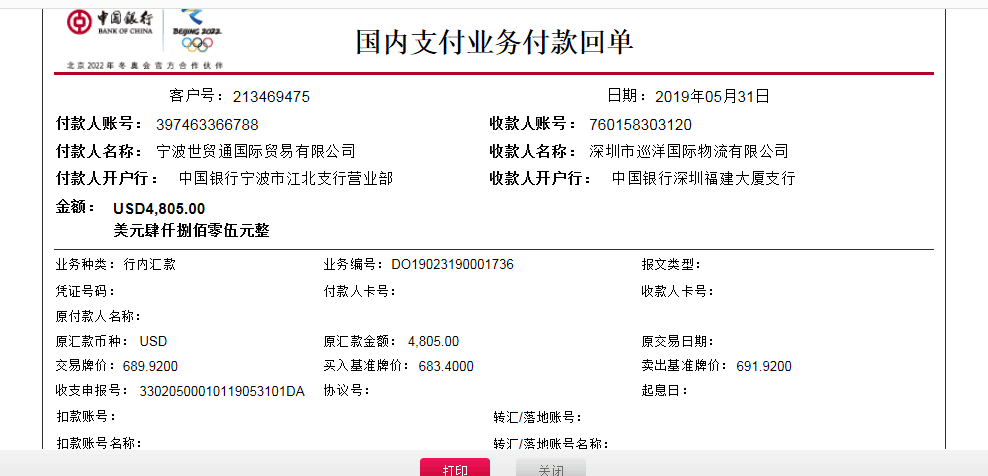 中国银行
BANK OF CHINA
BEIJING 2022
北京2022年冬奥会官方合作伙伴
国内支付业务付款回单
客户号：213469475 日期：2019年05月31日
付款人账号：397463366788 收款人账号：760158303120
付款人名称：宁波世贸通国际贸易有限公司 收款人名称：深圳市巡洋国际物流有限公司
付款人开户行：中国银行宁波市江北支行营业部 收款人开户行：中国银行深圳福建大厦支行
金额：USD4,805.00
美元肆仟捌佰零伍元整
业务种类：行内汇款 业务编号：DO19023190001736 报文类型：
凭证号码： 付款人卡号： 收款人卡号：
原付款人名称：
原汇款币种：USD 原汇款金额：4,805.00 原交易日期：
交易牌价：689.9200 买入基准牌价：683.4000 卖出基准牌价：691.9200
收支申报号：33020500010119053101DA 协议号： 起息日：
扣款账号： 转汇/落地账号：
扣款账号名称： 转汇/落地账号名称：
打印 关闭